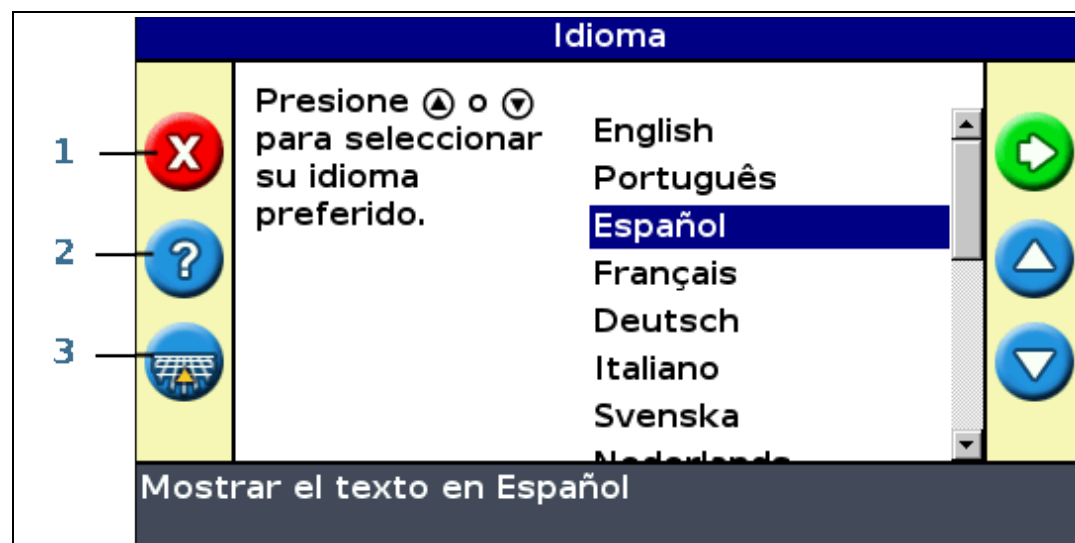 Idioma
1
2
3
X
?
Presione o
para seleccionar
su idioma
preferido.
English
Português
Español
Français
Deutsch
Italiano
Svenska
Mostrar el texto en Español